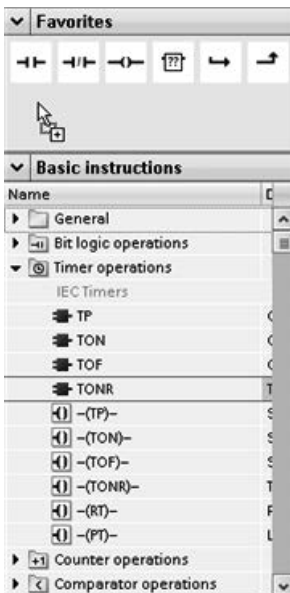 Favorites
??
Basic instructions
Name
General
Bit logic operations
Timer operations
IEC Timers
TP
TON
TOF
TONR
–(TP)–
–(TON)–
–(TOF)–
–(TONR)–
–(RT)–
–(PT)–
+1 Counter operations
Comparator operations